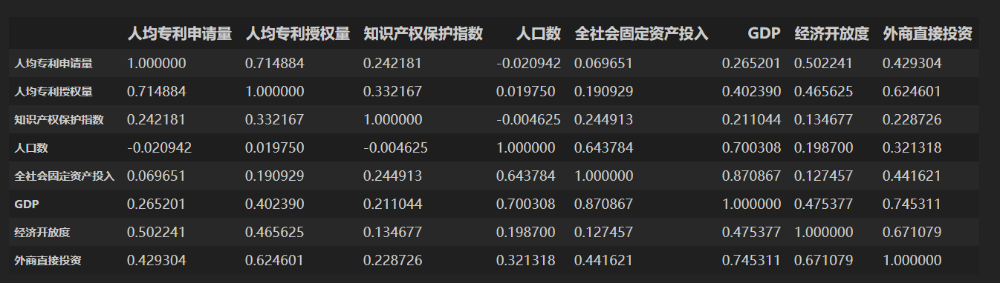 人均专利申请量 人均专利授权量 知识产权保护指数 人口数 全社会固定资产投入 GDP 经济开放度 外商直接投资
人均专利申请量 1.000000 0.714884 0.242181 -0.020942 0.069651 0.265201 0.502241 0.429304
人均专利授权量 0.714884 1.000000 0.332167 0.019750 0.190929 0.402390 0.465625 0.624601
知识产权保护指数 0.242181 0.332167 1.000000 -0.004625 0.244913 0.211044 0.134677 0.228726
人口数 -0.020942 0.019750 -0.004625 1.000000 0.643784 0.700308 0.198700 0.321318
全社会固定资产投入 0.069651 0.190929 0.244913 0.643784 1.000000 0.870867 0.127457 0.441621
GDP 0.265201 0.402390 0.211044 0.700308 0.870867 1.000000 0.475377 0.745311
经济开放度 0.502241 0.465625 0.134677 0.198700 0.127457 0.475377 1.000000 0.671079
外商直接投资 0.429304 0.624601 0.228726 0.321318 0.441621 0.745311 0.671079 1.000000